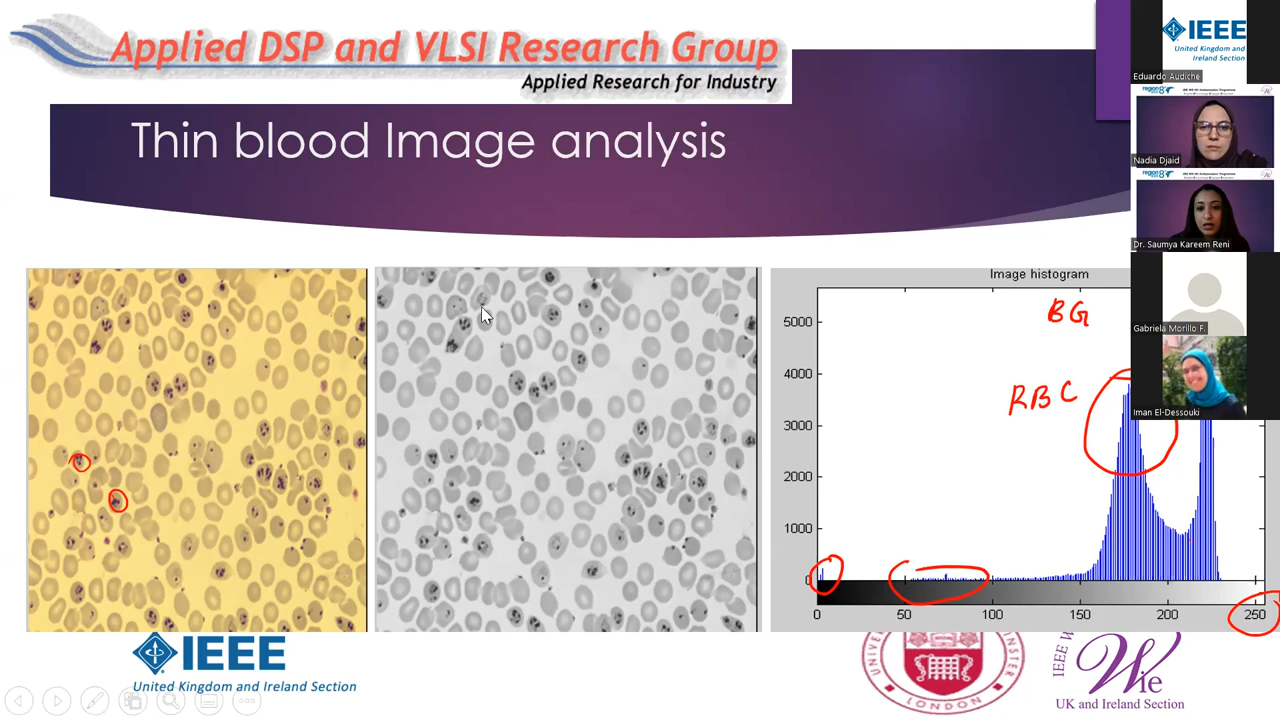 Applied DSP and VLSI Research Group
Applied Research for Industry
Thin blood Image analysis
IEEE
United Kingdom and
Ireland Section
Eduardo Audiche
Nadia Djaid
Dr. Saumya Kareem Reni
Gabriela Morillo F.
Iman El-Dessouki
Image histogram
BG
RBC
5000
4000
3000
2000
1000
0
0
50
100
150
200
250
IEEE
United Kingdom and Ireland Section
LONDON
IEEE
Wie
UK and Ireland Section